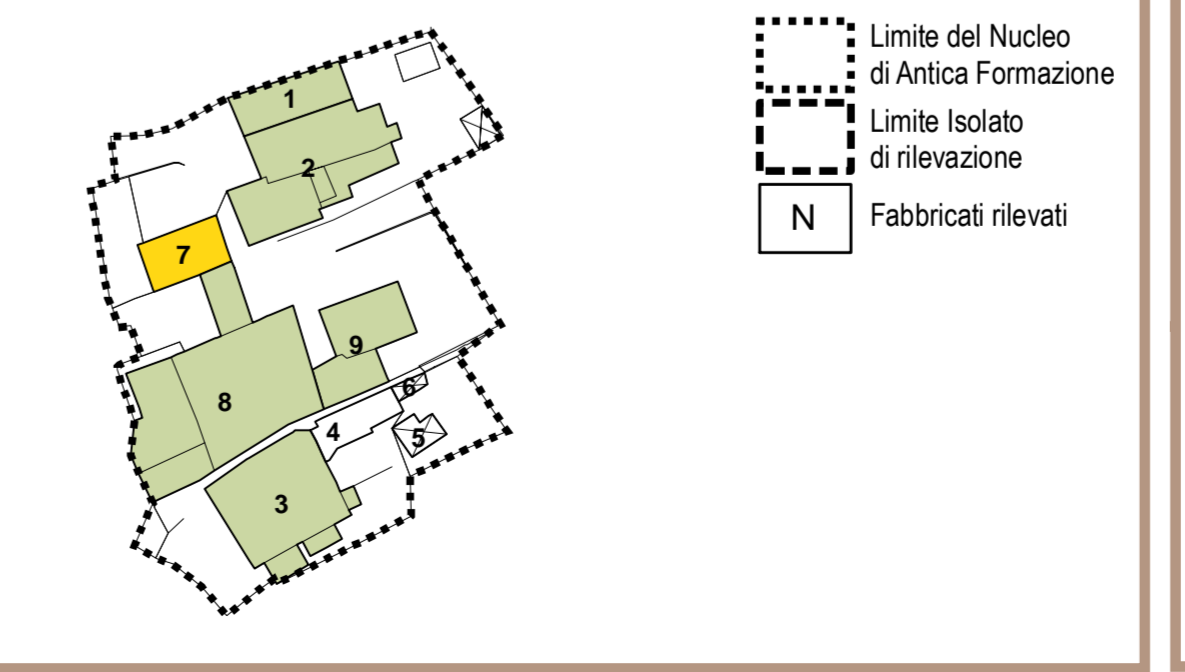 1
2
7
9
8
6
4
5
3
Limite del Nucleo
di Antica Formazione
Limite Isolato
di rilevazione
N
Fabbricati rilevati